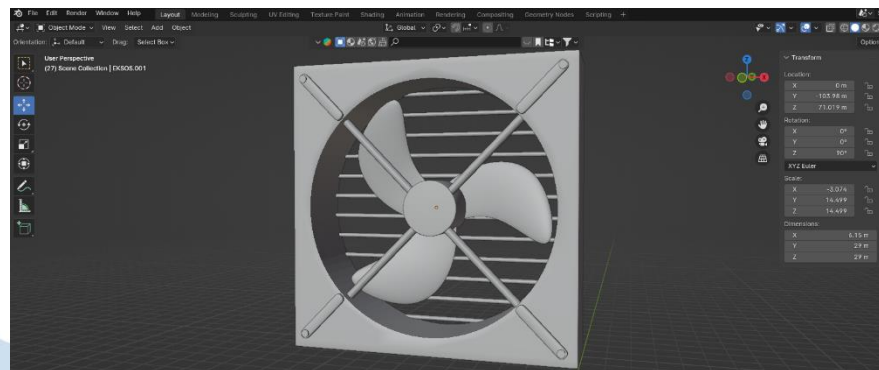 File Edit Render Window Help Layout Modeling Sculpting UV Editing Texture Paint Shading Animation Rendering Compositing Geometry Nodes Scripting +
Object Mode View Select Add Object Global
Orientation: Default Drag: Select Box Option
User Perspective
(27) Scene Collection | EKSOS.001
Transform
Location:
X 0 m
Y -103.98 m
Z 71.019 m
Rotation:
X 0°
Y 0°
Z 90°
XYZ Euler
Scale:
X -3.074
Y 14.499
Z 14.499
Dimensions:
X 6.15 m
Y 29 m
Z 29 m